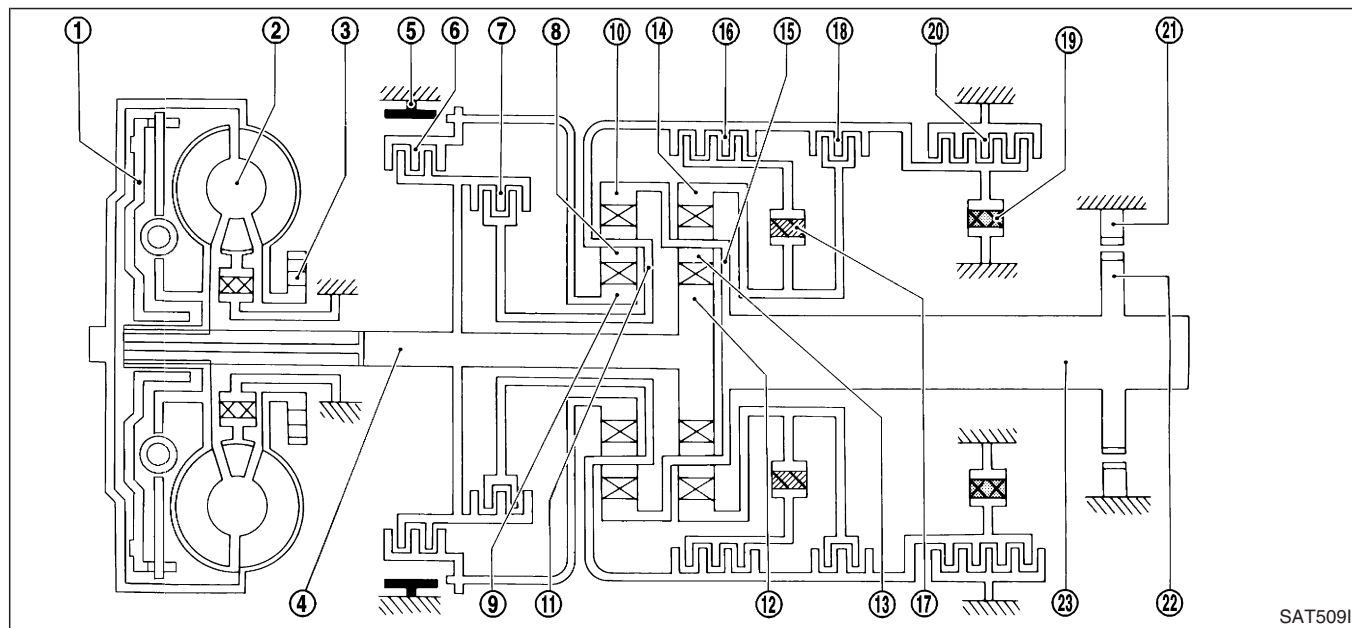 ① ② ③ ⑤ ⑥ ⑦ ⑧ ⑩ ⑭ ⑯ ⑮ ⑱ ⑳ ⑲ ㉑
④ ⑨ ⑪ ⑫ ⑬ ⑰ ㉓ ㉒
SAT509I